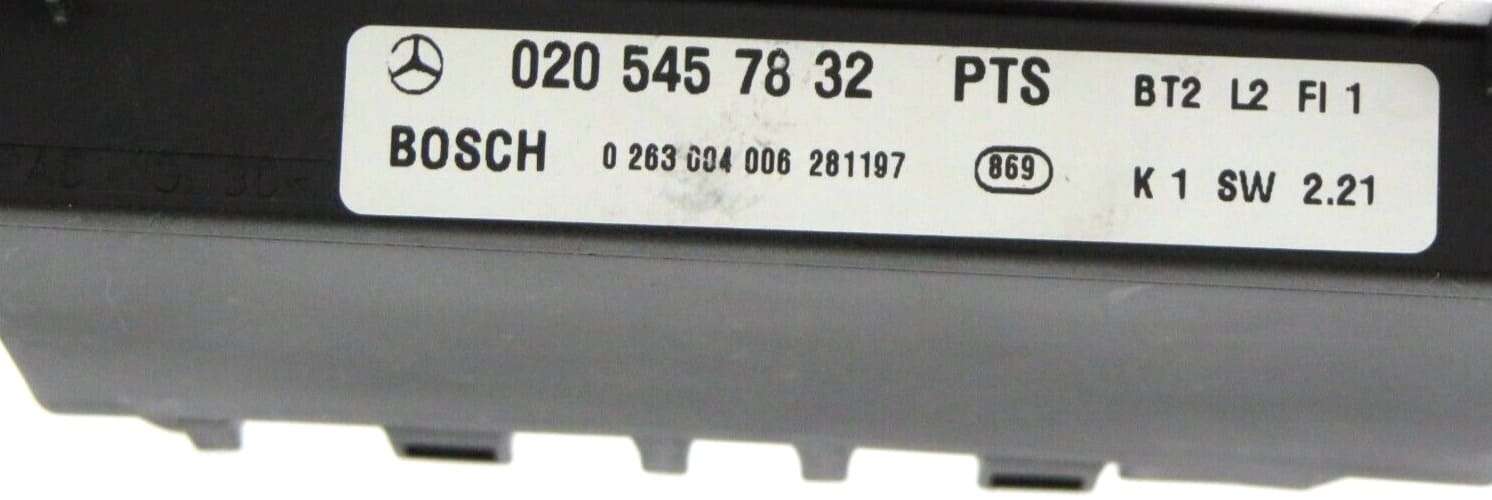 020 545 78 32 PTS BT2 L2 FI 1
BOSCH 0 263 004 006 281197 869 K 1 SW 2.21